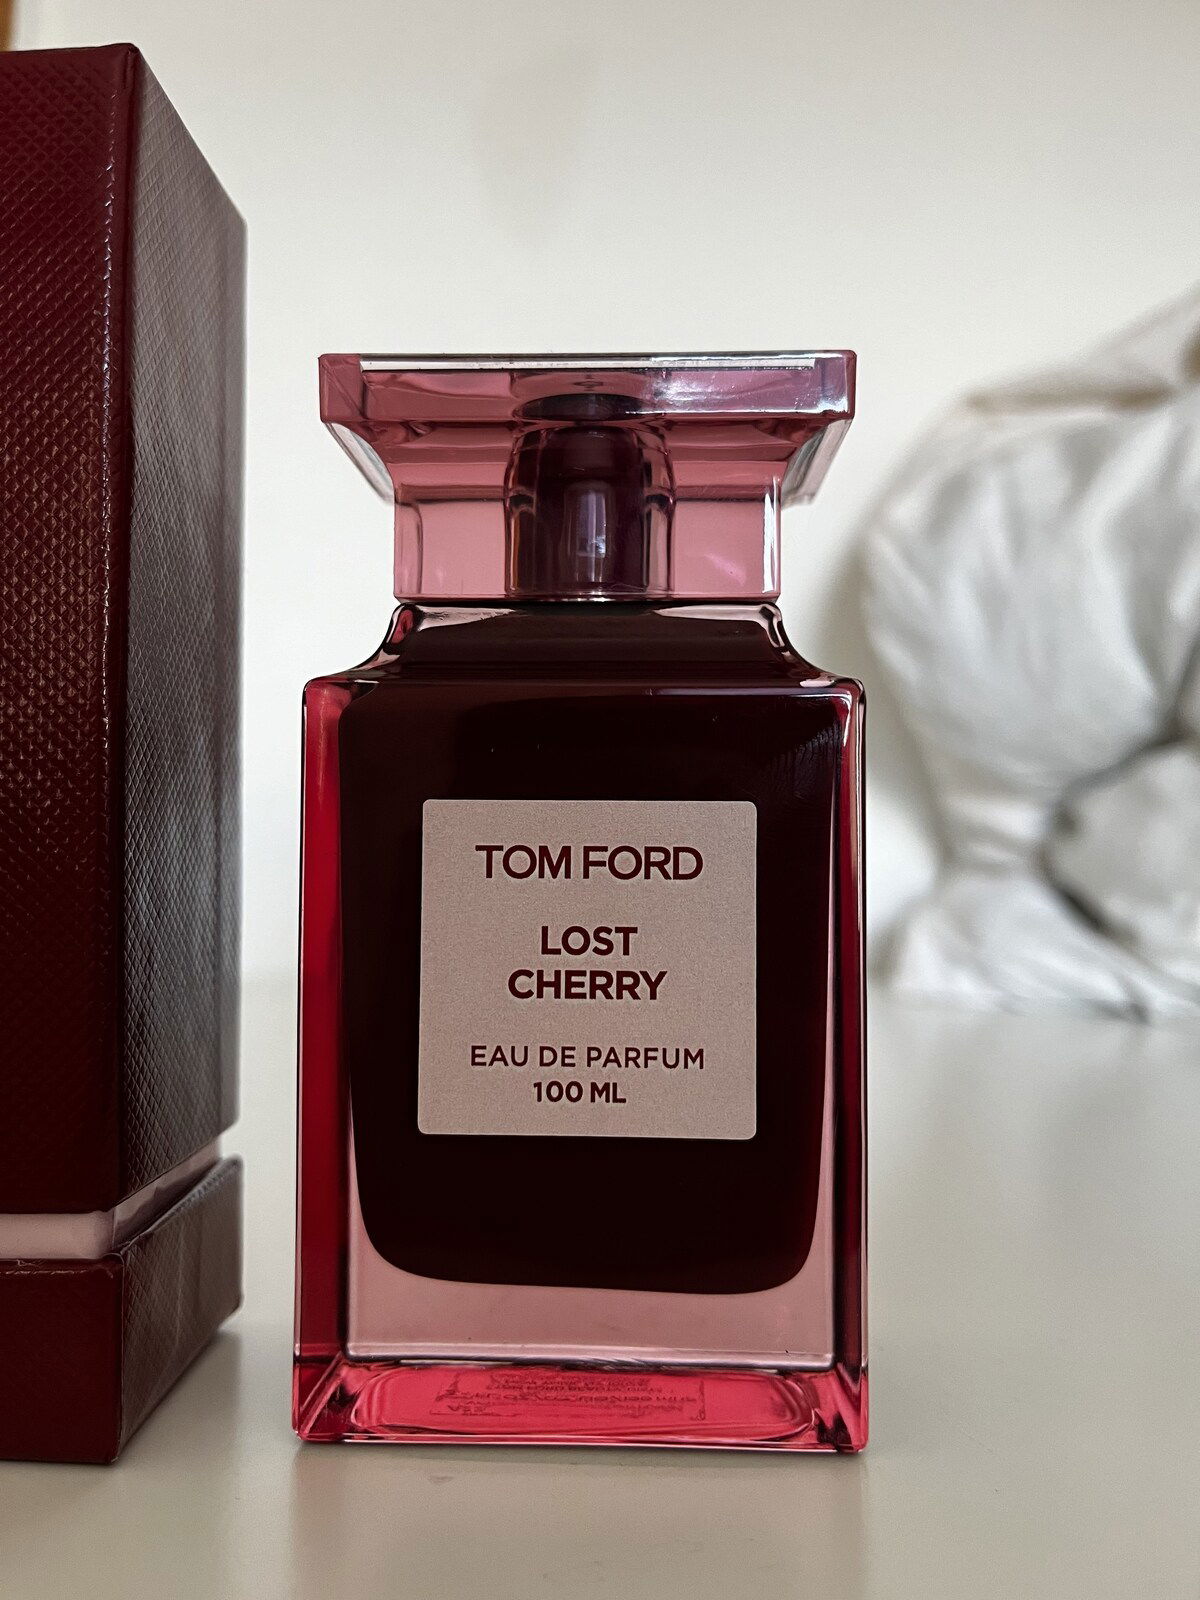 TOM FORD
LOST
CHERRY
EAU DE PARFUM
100 ML